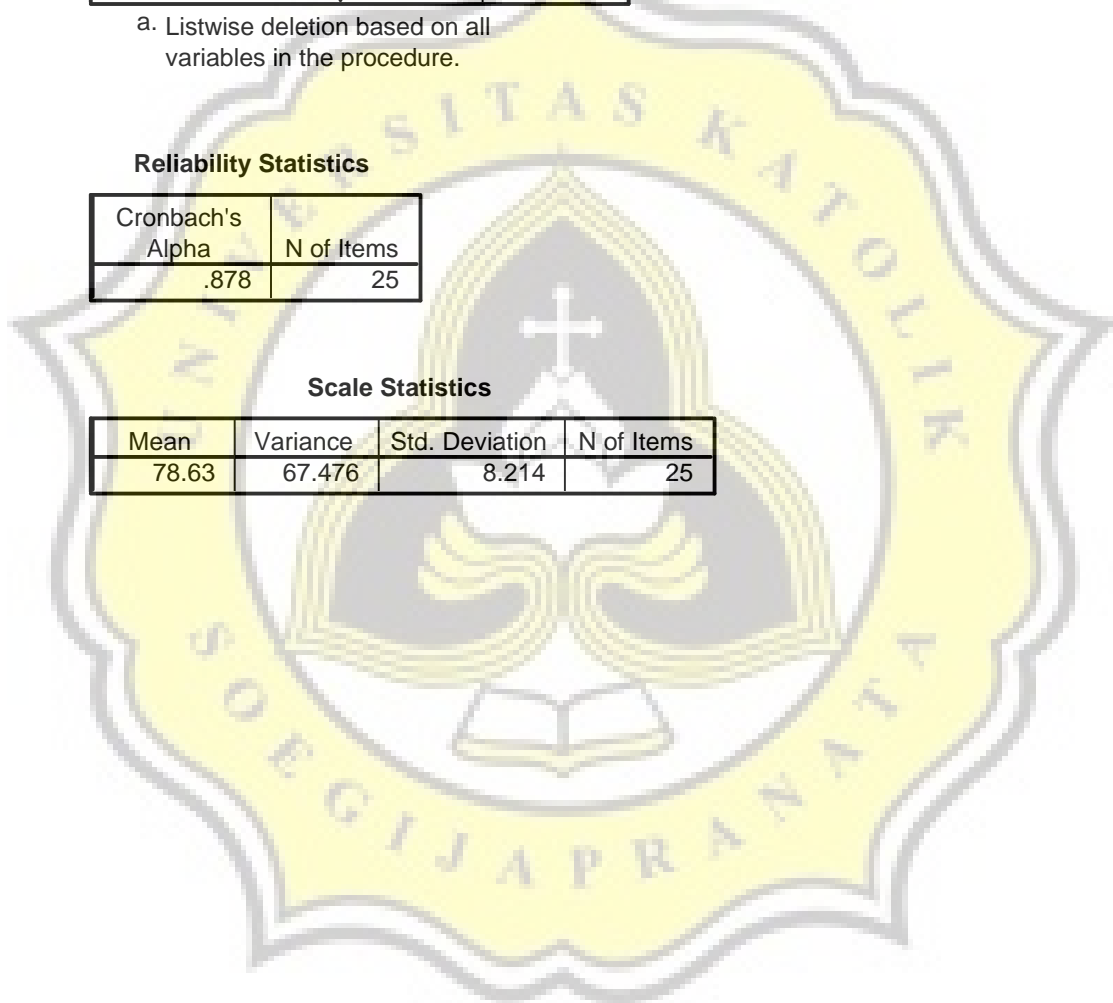 a. Listwise deletion based on all
variables in the procedure.
Reliability Statistics
Cronbach's
Alpha N of Items
.878 25
Scale Statistics
Mean Variance Std. Deviation N of Items
78.63 67.476 8.214 25
UNIVERSITAS KATOLIK
SOEGIJAPRANATA